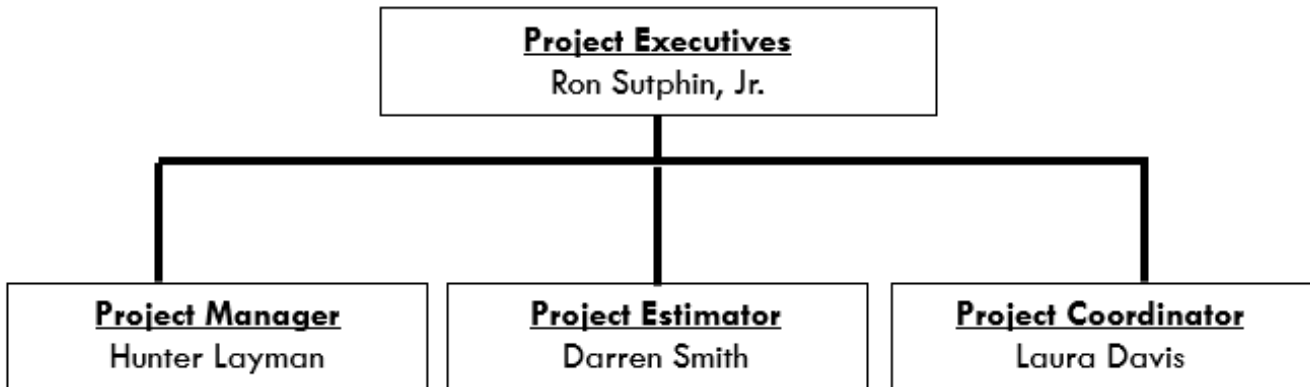 Project Executives
Ron Sutphin, Jr.
Project Manager
Hunter Layman
Project Estimator
Darren Smith
Project Coordinator
Laura Davis